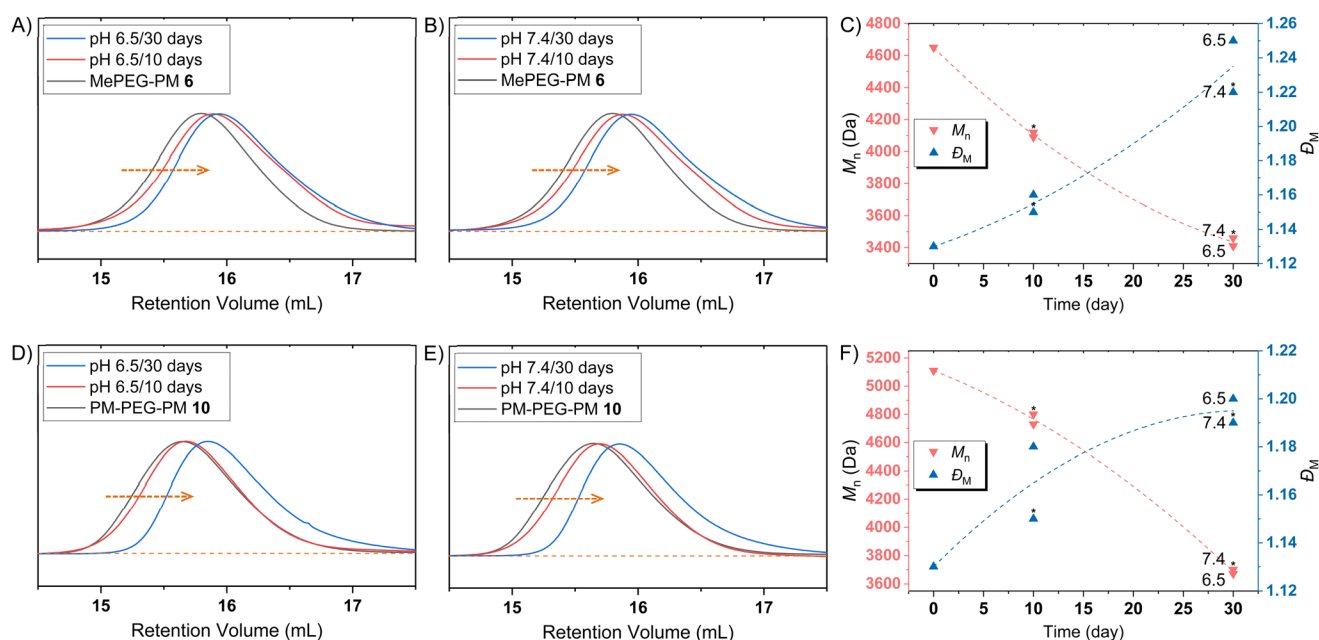 A)
pH 6.5/30 days
pH 6.5/10 days
MePEG-PM 6
15 16 17
Retention Volume (mL)
B)
pH 7.4/30 days
pH 7.4/10 days
MePEG-PM 6
15 16 17
Retention Volume (mL)
C)
4800
4600
4400
4200
4000
3800
3600
3400
Mn (Da)
Mn
ĐM
*
*
6.5
*
7.4
7.4 *
6.5
1.26
1.24
1.22
1.20
1.18
1.16
1.14
1.12
ĐM
0 5 10 15 20 25 30
Time (day)
D)
pH 6.5/30 days
pH 6.5/10 days
PM-PEG-PM 10
15 16 17
Retention Volume (mL)
E)
pH 7.4/30 days
pH 7.4/10 days
PM-PEG-PM 10
15 16 17
Retention Volume (mL)
F)
5200
5000
4800
4600
4400
4200
4000
3800
3600
Mn (Da)
Mn
ĐM
*
*
6.5
*
7.4
7.4 *
6.5
1.22
1.20
1.18
1.16
1.14
1.12
ĐM
0 5 10 15 20 25 30
Time (day)